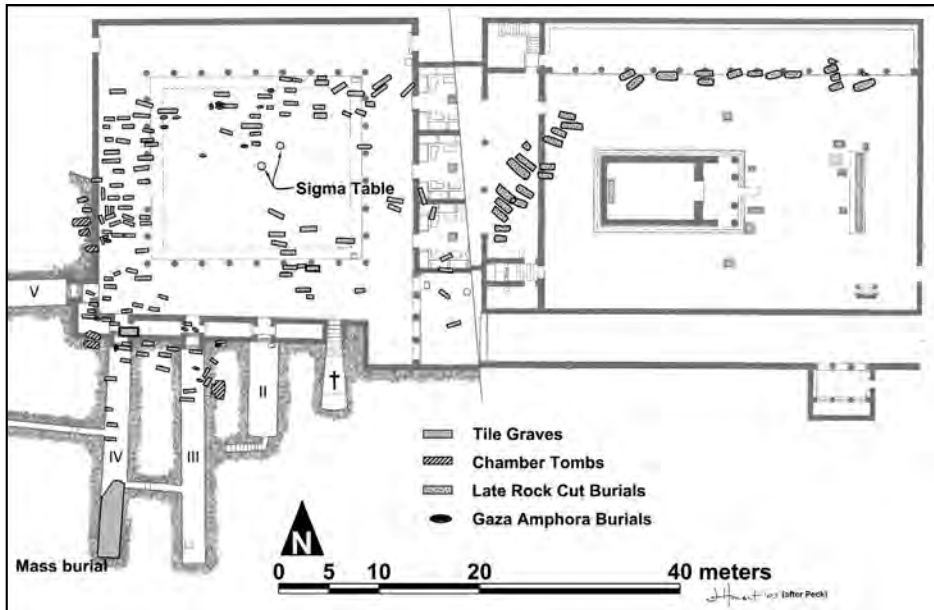 Sigma Table
V
II
IV
III
Tile Graves
Chamber Tombs
Late Rock Cut Burials
Gaza Amphora Burials
Mass burial
N
0 5 10 20 40 meters
(after Peck)